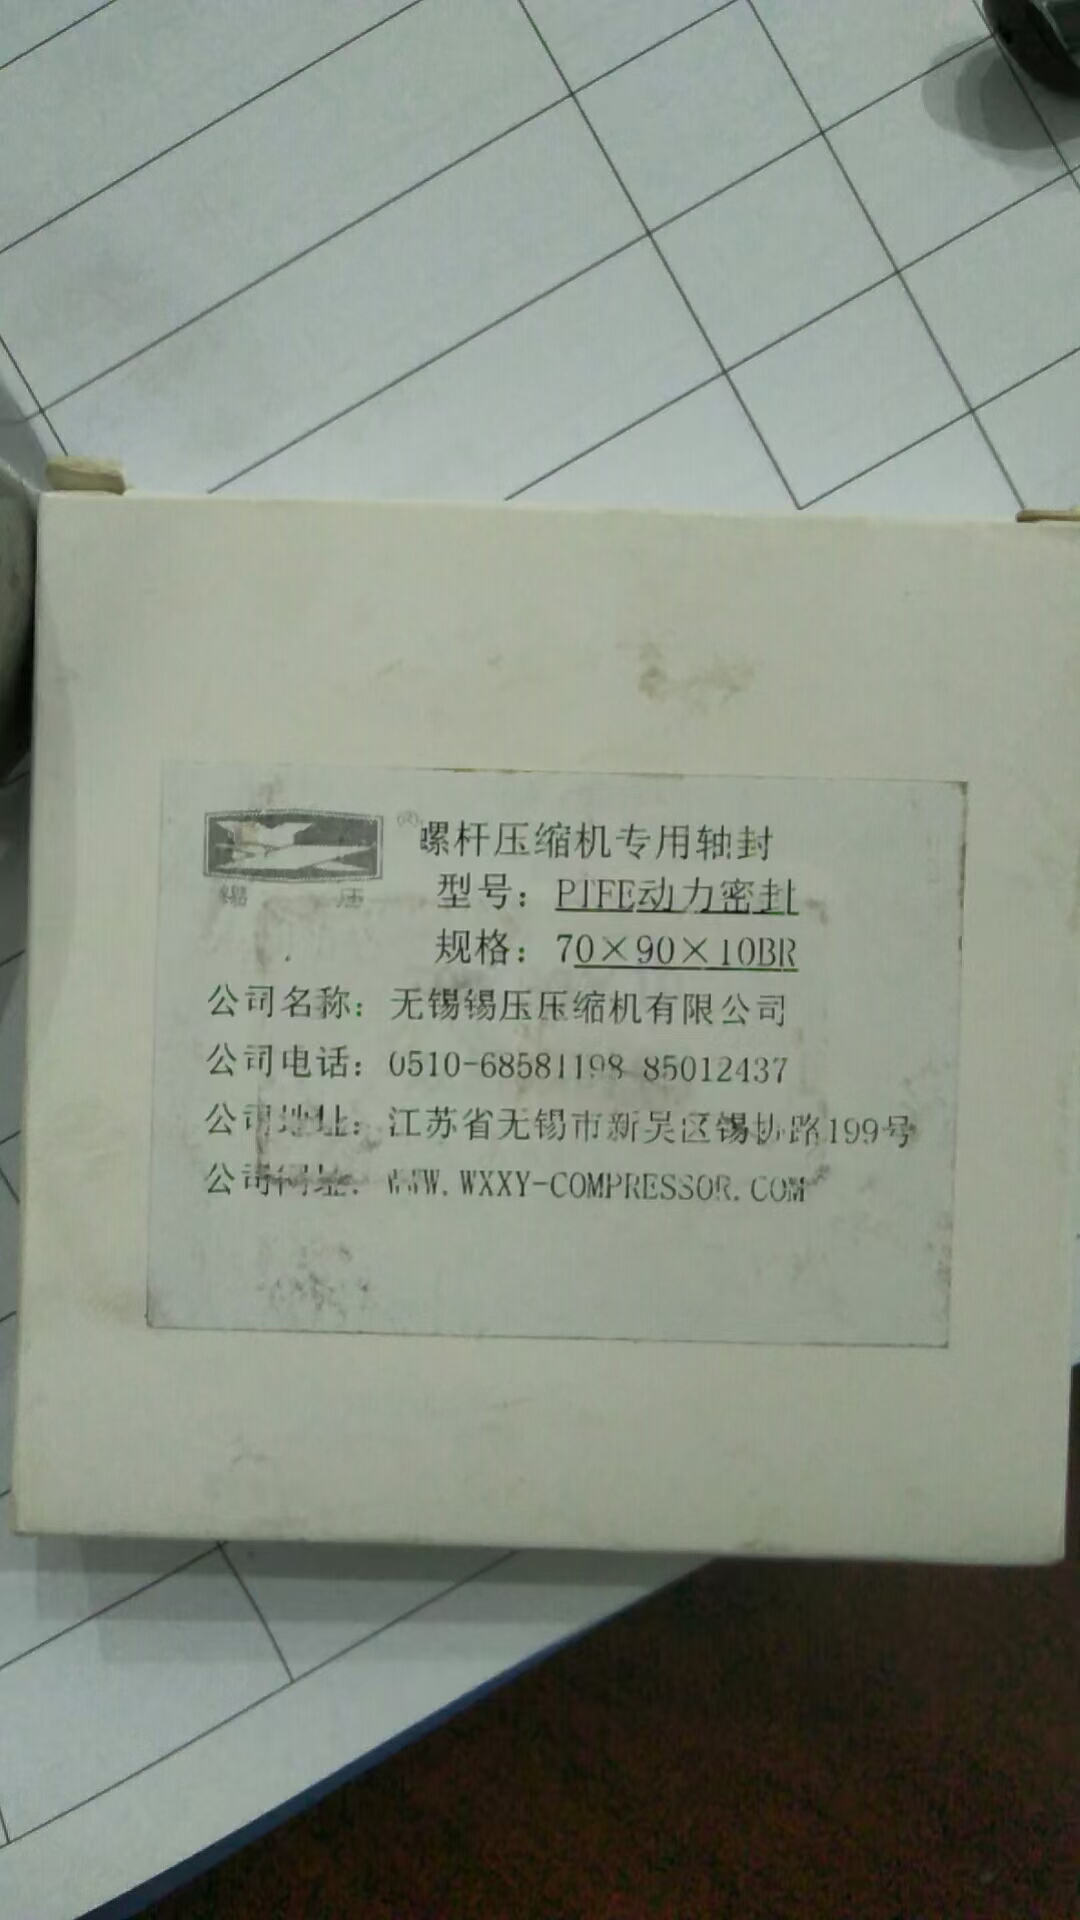 ®螺杆压缩机专用轴封
锡 压
型号：PTFE动力密封
规格：70×90×10BR
公司名称：无锡锡压压缩机有限公司
公司电话：0510-68581198 85012437
公司地址：江苏省无锡市新吴区锡协路199号
公司网址：WWW.WXXY-COMPRESSOR.COM